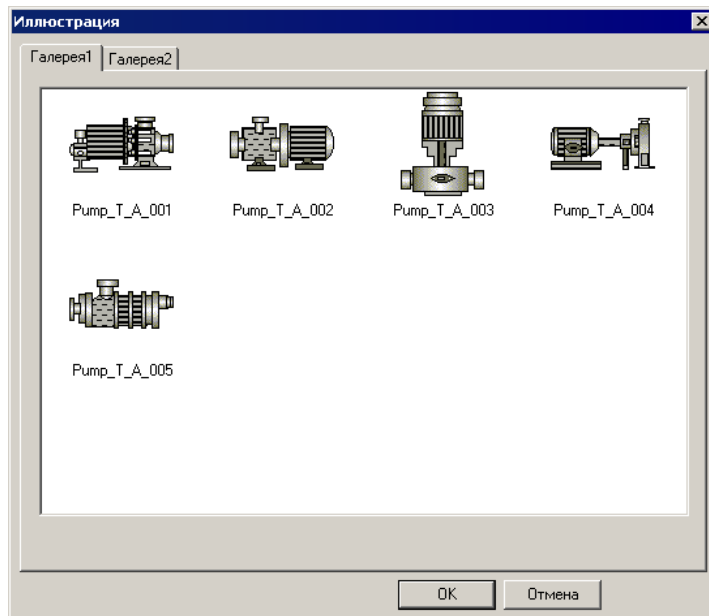 Иллюстрация
Галерея1 Галерея2
Pump_T_A_001 Pump_T_A_002 Pump_T_A_003 Pump_T_A_004
Pump_T_A_005
OK Отмена